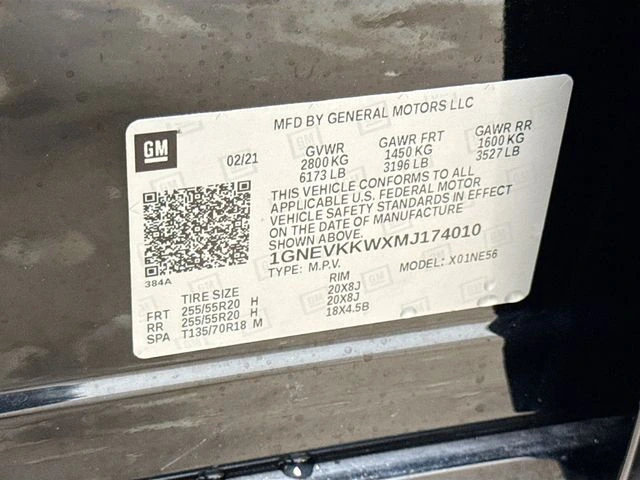 MFD BY GENERAL MOTORS LLC
GM
02/21
GVWR GAWR FRT GAWR RR
2800 KG 1450 KG 1600 KG
6173 LB 3196 LB 3527 LB
THIS VEHICLE CONFORMS TO ALL
APPLICABLE U.S. FEDERAL MOTOR
VEHICLE SAFETY STANDARDS IN EFFECT
ON THE DATE OF MANUFACTURE
SHOWN ABOVE.
1GNEVKKWXMJ174010
TYPE: M.P.V. MODEL: X01NE56
384A
TIRE SIZE RIM
FRT 255/55R20 H 20X8J
RR 255/55R20 H 20X8J
SPA T135/70R18 M 18X4.5B